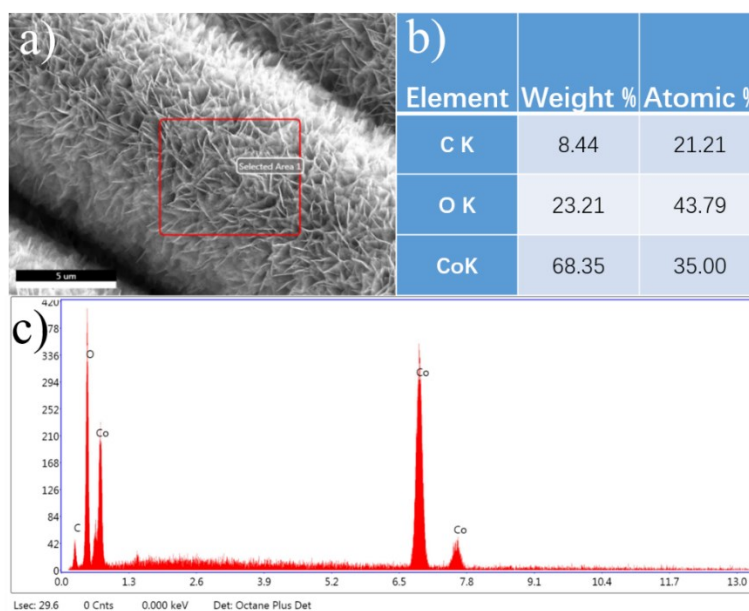 a)
Selected Area 1
5 um
b)
Element Weight % Atomic %
C K 8.44 21.21
O K 23.21 43.79
CoK 68.35 35.00
c)
420
378
336
294
252
210
168
126
84
42
0
O
Co
C
Co
Co
0.0 1.3 2.6 3.9 5.2 6.5 7.8 9.1 10.4 11.7 13.0
Lsec: 29.6 0 Cnts 0.000 keV Det: Octane Plus Det